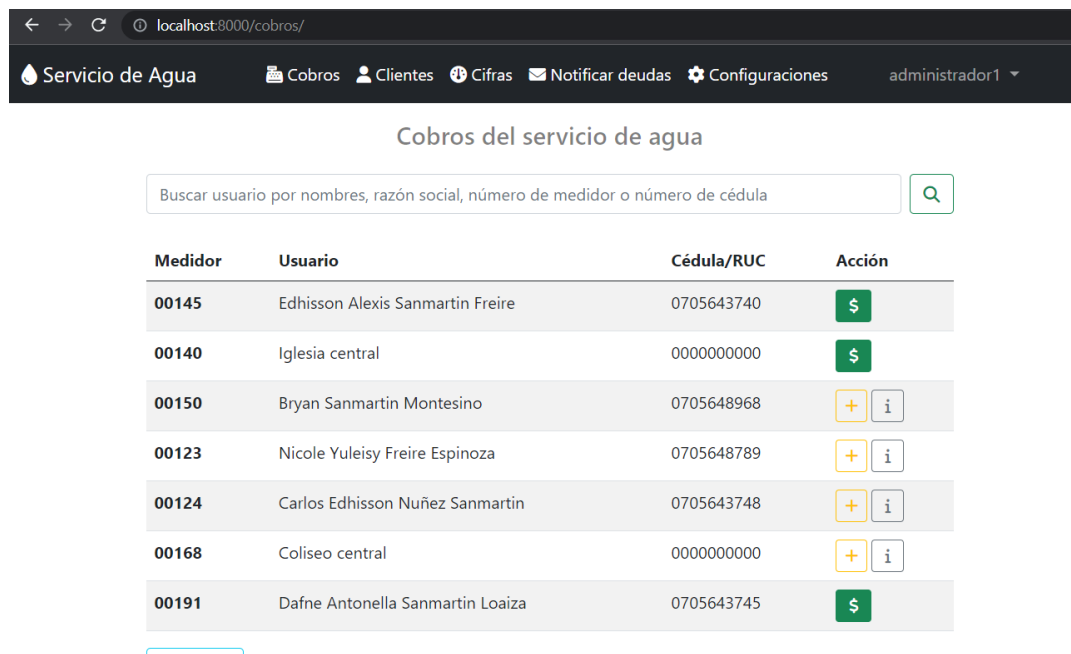 localhost:8000/cobros/
Servicio de Agua Cobros Clientes Cifras Notificar deudas Configuraciones administrador1
Cobros del servicio de agua
Buscar usuario por nombres, razón social, número de medidor o número de cédula
Medidor Usuario Cédula/RUC Acción
00145 Edhisson Alexis Sanmartin Freire 0705643740 $
00140 Iglesia central 0000000000 $
00150 Bryan Sanmartin Montesino 0705648968 + i
00123 Nicole Yuleisy Freire Espinoza 0705648789 + i
00124 Carlos Edhisson Nuñez Sanmartin 0705643748 + i
00168 Coliseo central 0000000000 + i
00191 Dafne Antonella Sanmartin Loaiza 0705643745 $